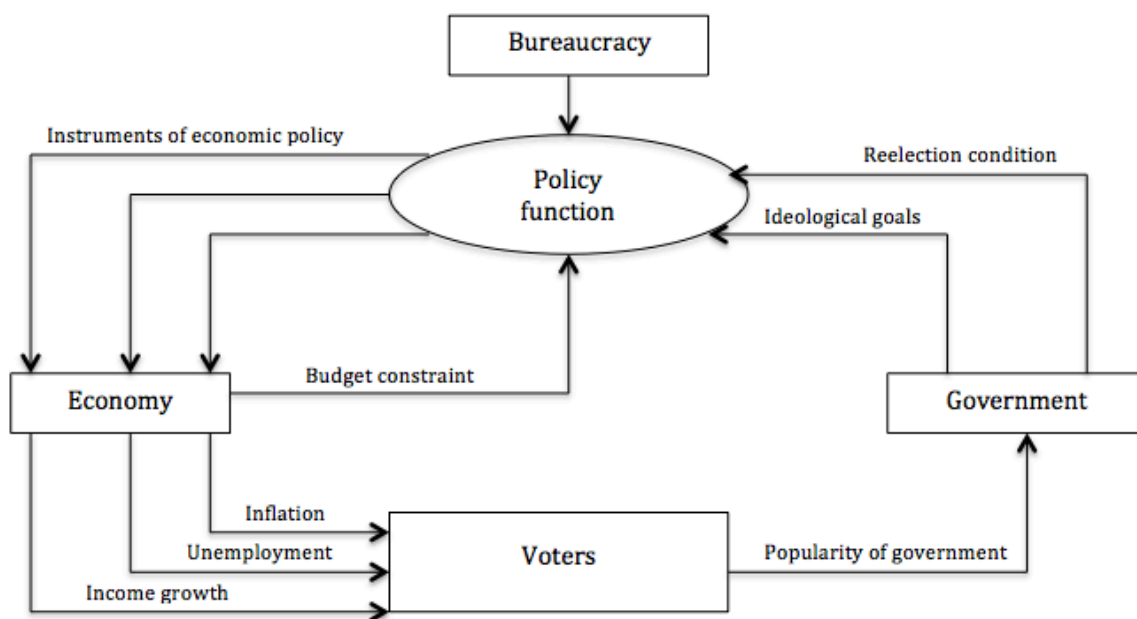 Bureaucracy
Instruments of economic policy
Reelection condition
Policy
function
Ideological goals
Budget constraint
Economy
Government
Inflation
Unemployment
Voters
Popularity of government
Income growth